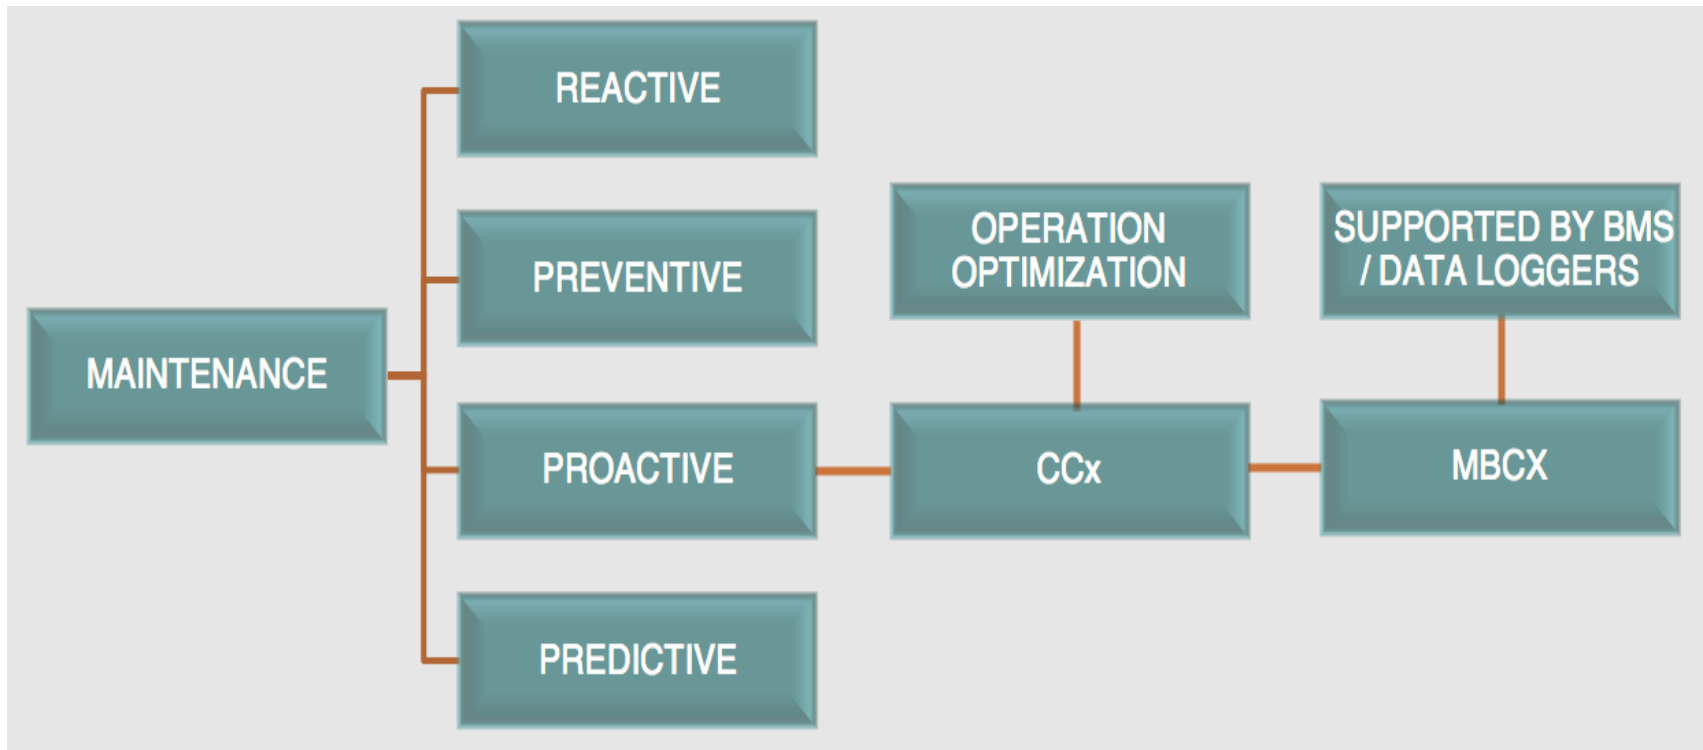 REACTIVE
OPERATION
OPTIMIZATION
SUPPORTED BY BMS
/ DATA LOGGERS
PREVENTIVE
MAINTENANCE
PROACTIVE
CCx
MBCX
PREDICTIVE